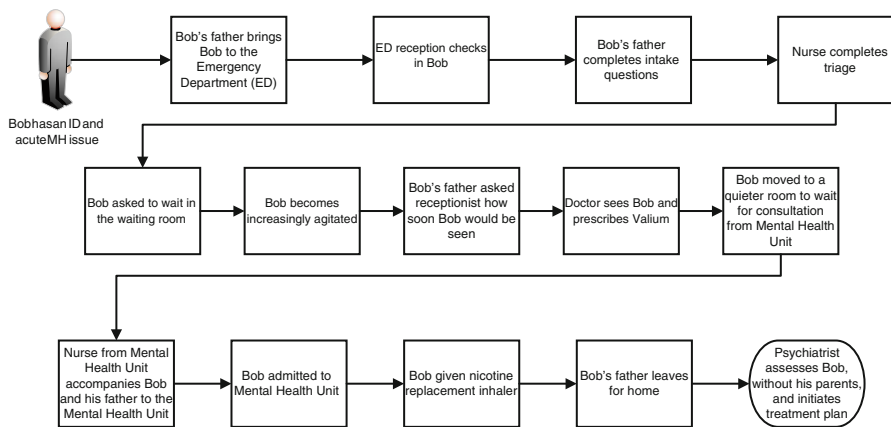 Bob has an ID and
acute MH issue
Bob's father brings
Bob to the
Emergency
Department (ED)
ED reception checks
in Bob
Bob's father
completes intake
questions
Nurse completes
triage
Bob asked to wait in
the waiting room
Bob becomes
increasingly agitated
Bob's father asked
receptionist how
soon Bob would be
seen
Doctor sees Bob and
prescribes Valium
Bob moved to a
quieter room to wait
for consultation
from Mental Health
Unit
Nurse from Mental
Health Unit
accompanies Bob
and his father to the
Mental Health Unit
Bob admitted to
Mental Health Unit
Bob given nicotine
replacement inhaler
Bob's father leaves
for home
Psychiatrist
assesses Bob,
without his parents,
and initiates
treatment plan